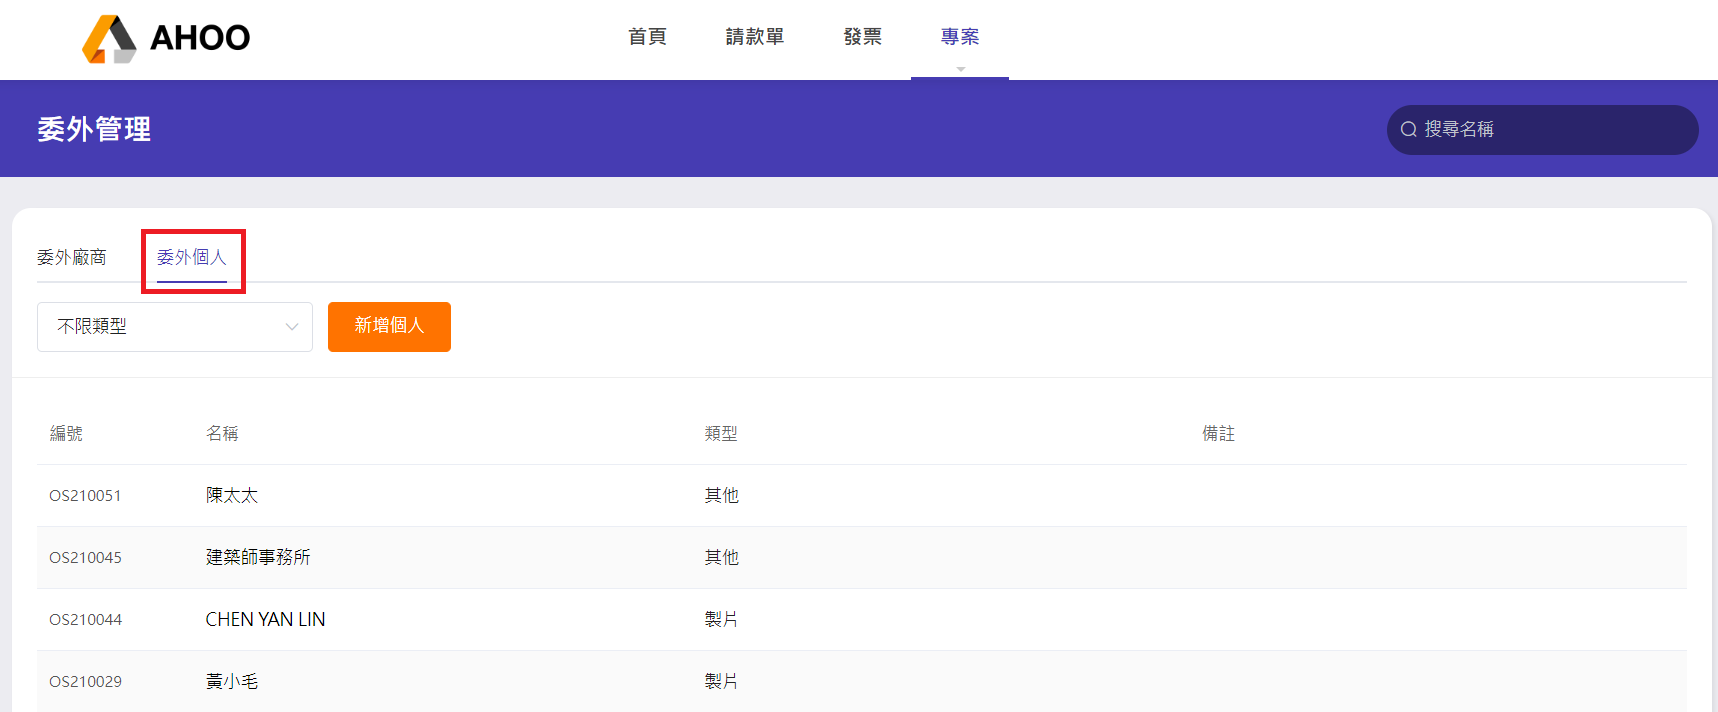 AHOO
首頁 請款單 發票 專案
委外管理
搜尋名稱
委外廠商 委外個人
不限類型 新增個人
編號 名稱 類型 備註
OS210051 陳太太 其他
OS210045 建築師事務所 其他
OS210044 CHEN YAN LIN 製片
OS210029 黃小毛 製片